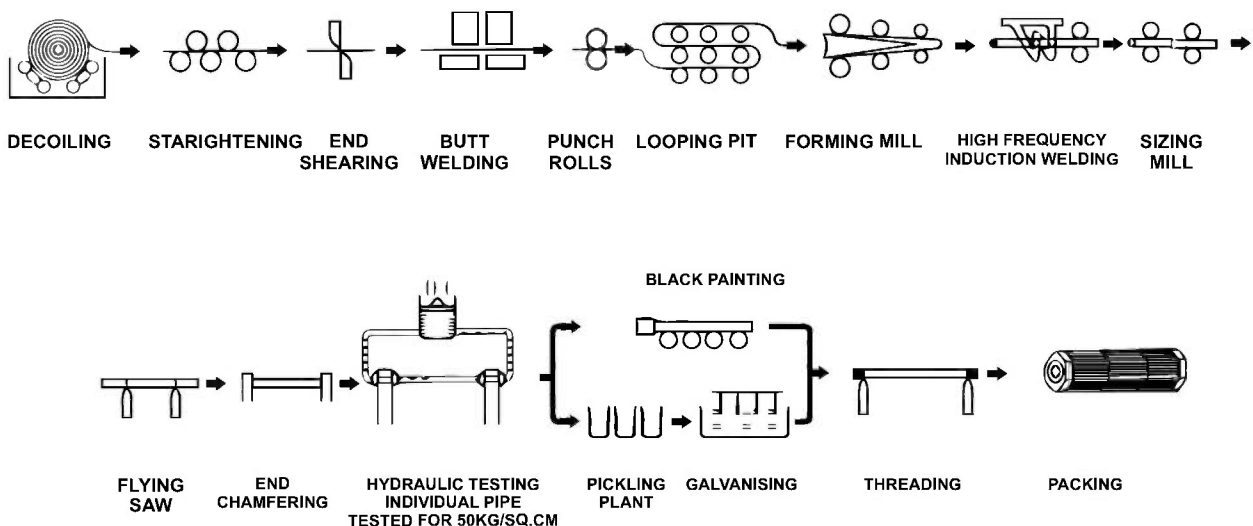 DECOILING
STARIGHTENING
END
SHEARING
BUTT
WELDING
PUNCH
ROLLS
LOOPING PIT
FORMING MILL
HIGH FREQUENCY
INDUCTION WELDING
SIZING
MILL
BLACK PAINTING
FLYING
SAW
END
CHAMFERING
HYDRAULIC TESTING
INDIVIDUAL PIPE
TESTED FOR 50KG/SQ.CM
PICKLING
PLANT
GALVANISING
THREADING
PACKING